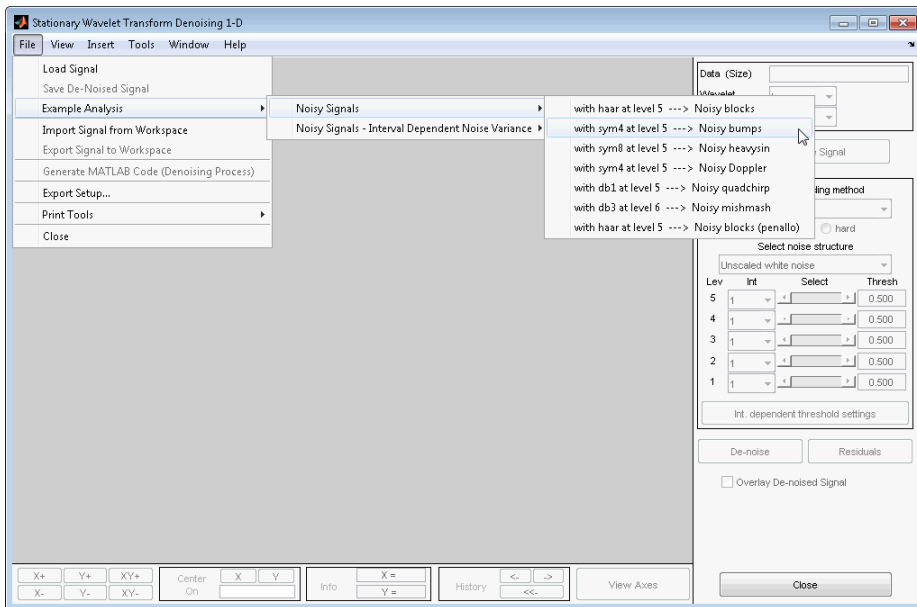 Stationary Wavelet Transform Denoising 1-D
File View Insert Tools Window Help
Load Signal
Save De-Noised Signal
Example Analysis
Import Signal from Workspace
Export Signal to Workspace
Generate MATLAB Code (Denoising Process)
Export Setup...
Print Tools
Close
Noisy Signals
Noisy Signals - Interval Dependent Noise Variance
with haar at level 5 ---> Noisy blocks
with sym4 at level 5 ---> Noisy bumps
with sym8 at level 5 ---> Noisy heavysin
with sym4 at level 5 ---> Noisy Doppler
with db1 at level 5 ---> Noisy quadchirp
with db3 at level 6 ---> Noisy mishmash
with haar at level 5 ---> Noisy blocks (penallo)
Data (Size)
Wavelet
Signal
method
hard
Select noise structure
Unscaled white noise
Lev Int Select Thresh
5 1 0.500
4 1 0.500
3 1 0.500
2 1 0.500
1 1 0.500
Int. dependent threshold settings
De-noise Residuals
Overlay De-noised Signal
X+ Y+ XY+
X- Y- XY-
Center On X Y
Info X = Y =
History <- -> <<-
View Axes
Close